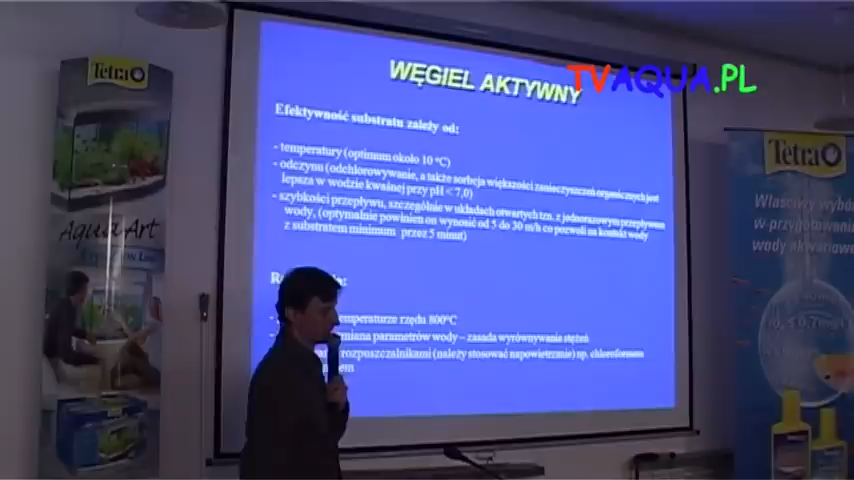 WĘGIEL AKTYWNY
TVAQUA.PL
Efektywność substratu zależy od:
- temperatury (optimum około 10 ºC)
- odczynu (odchlorowywanie, a także sorbcja większości zanieczyszczeń organicznych jest
lepsza w wodzie kwaśnej przy pH < 7,0)
- szybkości przepływu, szczególnie w układach otwartych tzn. z jednorazowym przepływem
wody, (optymalnie powinien on wynosić od 5 do 30 m/h co pozwoli na kontakt wody
z substratem minimum przez 5 minut)
temperaturze rzędu 800ºC
miana parametrów wody – zasada wyrównywania stężeń
rozpuszczalnikami (należy stosować napowietrzanie) np. chloroformem
Tetra
Aqua Art
Tetra
Właściwy wybór
w przygotowaniu
wody akwariowej